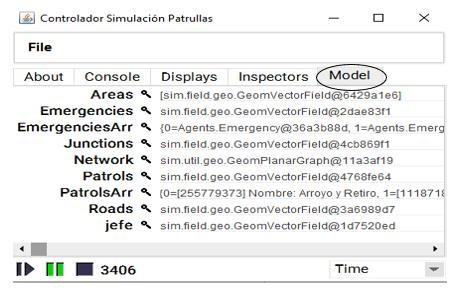 Controlador Simulación Patrullas
File
About Console Displays Inspectors Model
Areas [sim.field.geo.GeomVectorField@6429a1e6]
Emergencies sim.field.geo.GeomVectorField@2dae83f1
EmergenciesArr {0=Agents.Emergency@36a3b88d, 1=Agents.Emerg
Junctions sim.field.geo.GeomVectorField@4cb869f1
Network sim.util.geo.GeomPlanarGraph@11a3af19
Patrols sim.field.geo.GeomVectorField@4768fe64
PatrolsArr {0=[255779373] Nombre: Arroyo y Retiro, 1=[1118718
Roads sim.field.geo.GeomVectorField@3a6989d7
jefe sim.field.geo.GeomVectorField@1d7520ed
3406 Time